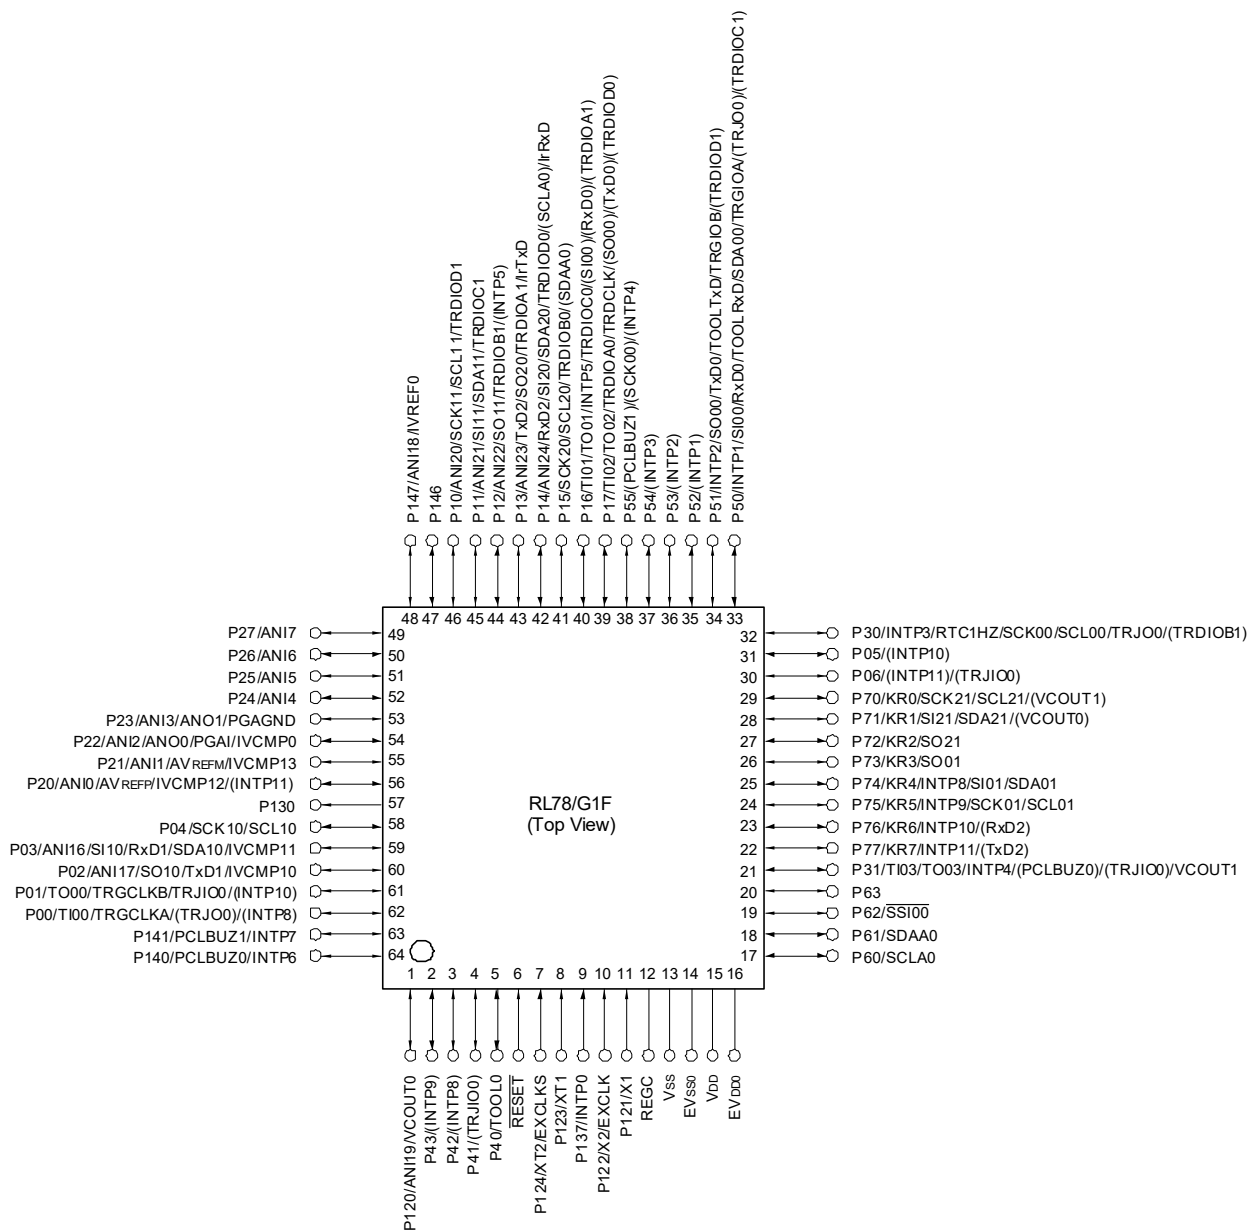 P147/ANI18/IVREF0
P146
P10/ANI20/SCK11/SCL11/TRDIOD1
P11/ANI21/SI11/SDA11/TRDIOC1
P12/ANI22/SO11/TRDIOB1/(INTP5)
P13/ANI23/TxD2/SO20/TRDIOA1/IrTxD
P14/ANI24/RxD2/SI20/SDA20/TRDIOD0/(SCLA0)/IrRxD
P15/SCK20/SCL20/TRDIOB0/(SDAA0)
P16/TI01/TO01/INTP5/TRDIOC0/(SI00)/(RxD0)/(TRDIOA1)
P17/TI02/TO02/TRDIOA0/TRDCLK/(SO00)/(TxD0)/(TRDIOD0)
P55/(PCLBUZ1)/(SCK00)/(INTP4)
P54/(INTP3)
P53/(INTP2)
P52/(INTP1)
P51/INTP2/SO00/TxD0/TOOLTxD/TRGIOB/(TRDIOD1)
P50/INTP1/SI00/RxD0/TOOLRxD/SDA00/TRGIOA/(TRJO0)/(TRDIOC1)
48 47 46 45 44 43 42 41 40 39 38 37 36 35 34 33
P27/ANI7 49
P26/ANI6 50
P25/ANI5 51
P24/ANI4 52
P23/ANI3/ANO1/PGAGND 53
P22/ANI2/ANO0/PGAI/IVCMP0 54
P21/ANI1/AVREFM/IVCMP13 55
P20/ANI0/AVREFP/IVCMP12/(INTP11) 56
P130 57
P04/SCK10/SCL10 58
P03/ANI16/SI10/RxD1/SDA10/IVCMP11 59
P02/ANI17/SO10/TxD1/IVCMP10 60
P01/TO00/TRGCLKB/TRJIO0/(INTP10) 61
P00/TI00/TRGCLKA/(TRJO0)/(INTP8) 62
P141/PCLBUZ1/INTP7 63
P140/PCLBUZ0/INTP6 64
RL78/G1F
(Top View)
32 P30/INTP3/RTC1HZ/SCK00/SCL00/TRJO0/(TRDIOB1)
31 P05/(INTP10)
30 P06/(INTP11)/(TRJIO0)
29 P70/KR0/SCK21/SCL21/(VCOUT1)
28 P71/KR1/SI21/SDA21/(VCOUT0)
27 P72/KR2/SO21
26 P73/KR3/SO01
25 P74/KR4/INTP8/SI01/SDA01
24 P75/KR5/INTP9/SCK01/SCL01
23 P76/KR6/INTP10/(RxD2)
22 P77/KR7/INTP11/(TxD2)
21 P31/TI03/TO03/INTP4/(PCLBUZ0)/(TRJIO0)/VCOUT1
20 P63
19 P62/SSI00
18 P61/SDAA0
17 P60/SCLA0
1 2 3 4 5 6 7 8 9 10 11 12 13 14 15 16
P120/ANI19/VCOUT0
P43/(INTP9)
P42/(INTP8)
P41/(TRJIO0)
P40/TOOL0
RESET
P124/XT2/EXCLKS
P123/XT1
P137/INTP0
P122/X2/EXCLK
P121/X1
REGC
VSS
EVSS0
VDD
EVDD0